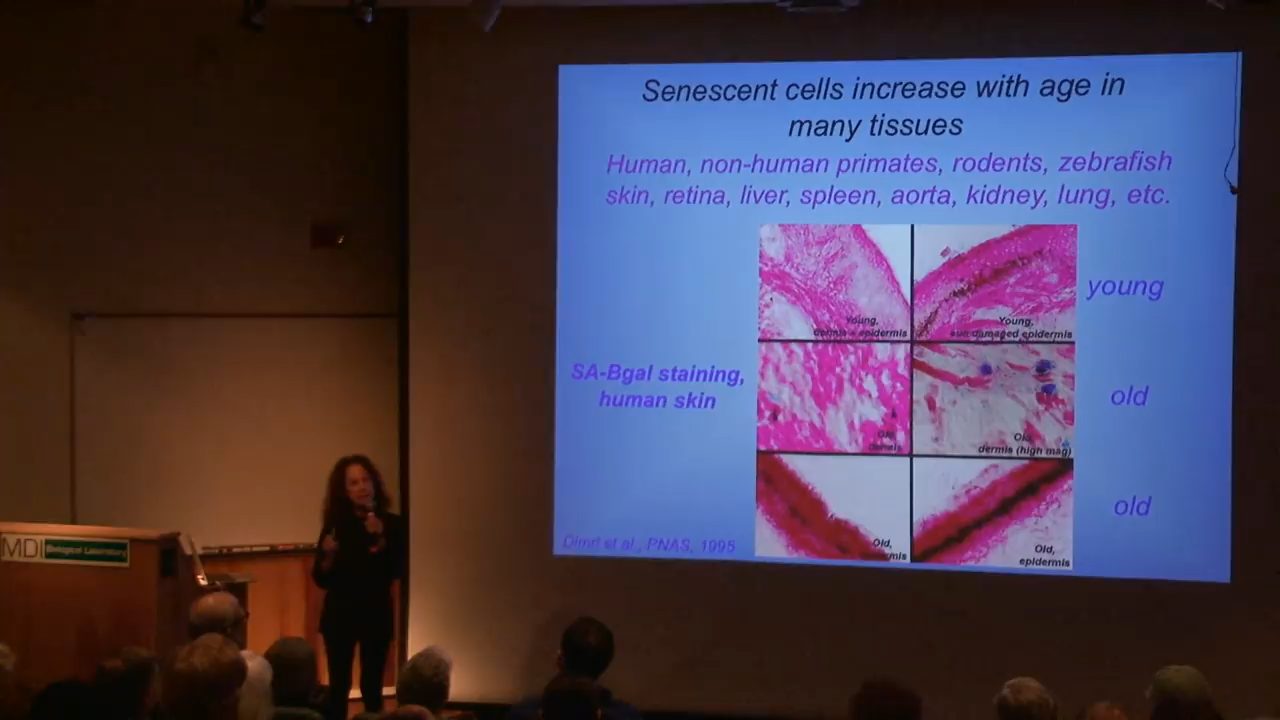 Senescent cells increase with age in
many tissues
Human, non-human primates, rodents, zebrafish
skin, retina, liver, spleen, aorta, kidney, lung, etc.
Young,
dermis + epidermis
Young,
sun damaged epidermis
young
SA-Bgal staining,
human skin
Old,
dermis
Old,
dermis (high mag)
old
Old,
Old,
epidermis
old
Dimri et al., PNAS, 1995
MDI Biological Laboratory